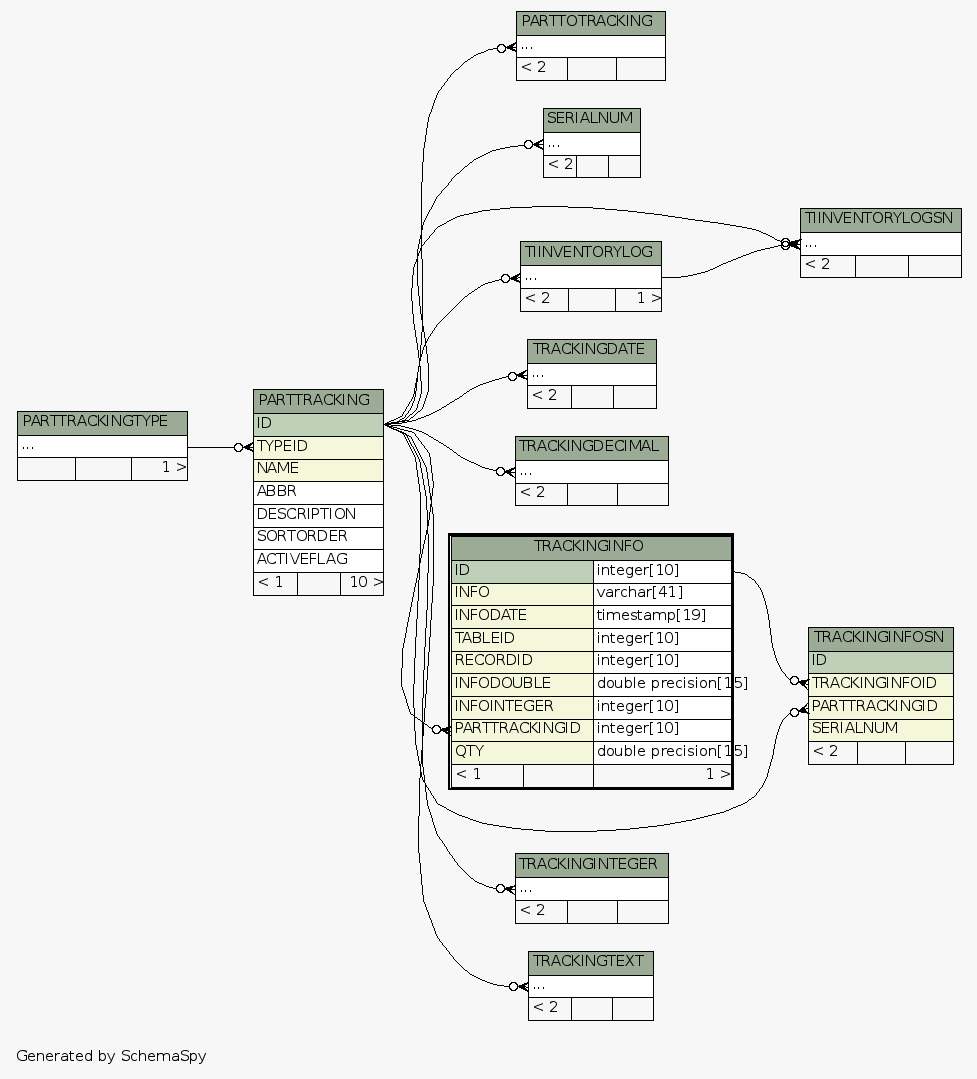 PARTTOTRACKING
...
< 2
SERIALNUM
...
< 2
TIINVENTORYLOGSN
...
< 2
TIINVENTORYLOG
...
< 2 1 >
TRACKINGDATE
...
< 2
PARTTRACKINGTYPE
...
1 >
PARTTRACKING
ID
TYPEID
NAME
ABBR
DESCRIPTION
SORTORDER
ACTIVEFLAG
< 1 10 >
TRACKINGDECIMAL
...
< 2
TRACKINGINFO
ID integer[10]
INFO varchar[41]
INFODATE timestamp[19]
TABLEID integer[10]
RECORDID integer[10]
INFODOUBLE double precision[15]
INFOINTEGER integer[10]
PARTTRACKINGID integer[10]
QTY double precision[15]
< 1 1 >
TRACKINGINFOSN
ID
TRACKINGINFOID
PARTTRACKINGID
SERIALNUM
< 2
TRACKINGINTEGER
...
< 2
TRACKINGTEXT
...
< 2
Generated by SchemaSpy